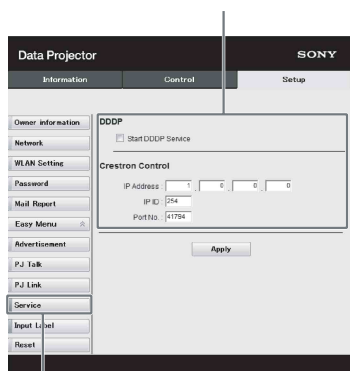 Data Projector
SONY
Information
Control
Setup
Owner information
Network
WLAN Setting
Password
Mail Report
Easy Menu
Advertisement
PJ Talk
PJ Link
Service
Input Label
Reset
DDDP
Start DDDP Service
Crestron Control
IP Address : 1 . 0 . 0 . 0
IP ID : 254
Port No. : 41794
Apply